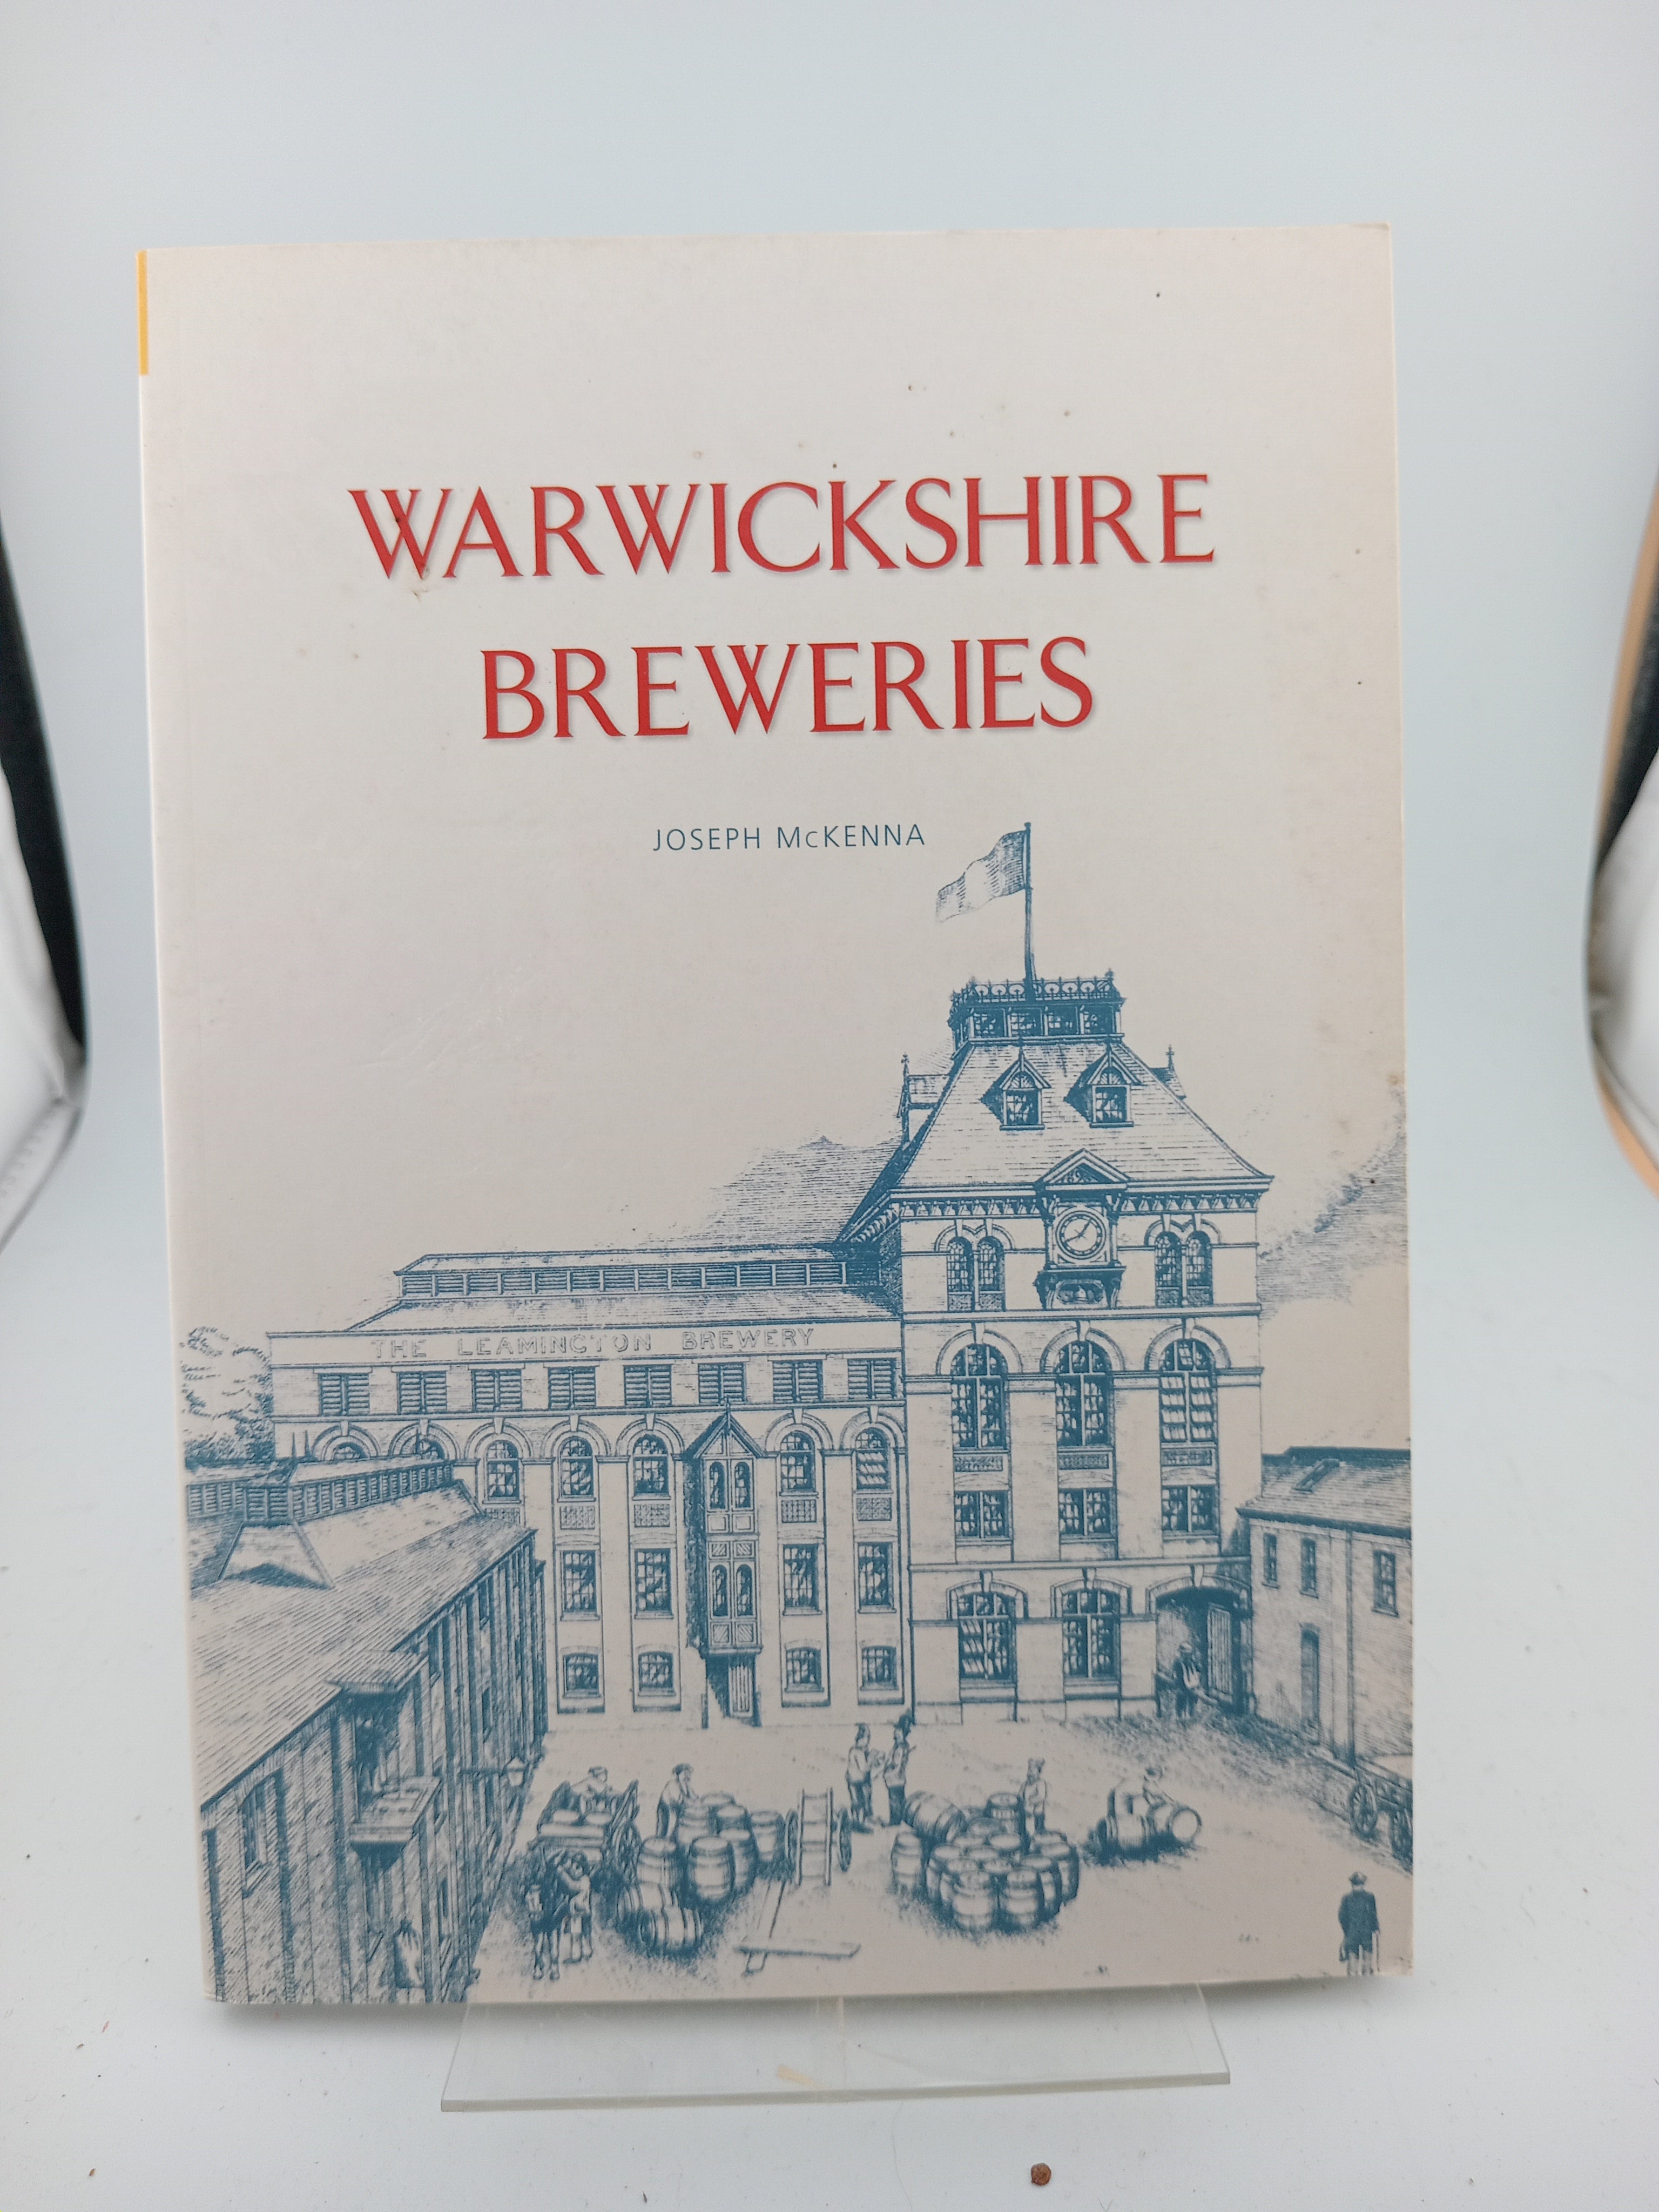 WARWICKSHIRE
BREWERIES
JOSEPH McKENNA
THE LEAMINGTON BREWERY